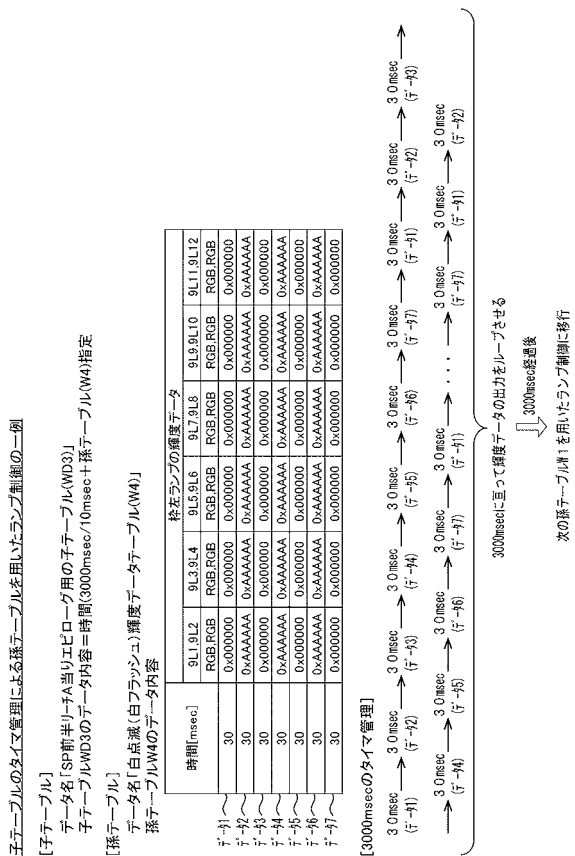 子テーブルのタイマ管理による孫テーブルを用いたランプ制御の一例
[子テーブル]
データ名「SP前半リーチA当りエピローグ用の子テーブル(WD3)」
子テーブルWD3のデータ内容＝時間(3000msec/10msec＋孫テーブル(W4)指定
[孫テーブル]
データ名「白点滅(白フラッシュ)輝度データテーブル(W4)」
孫テーブルW4のデータ内容
時間[msec] 枠左ランプの輝度データ
9L1,9L2 9L3,9L4 9L5,9L6 9L7,9L8 9L9,9L10 9L11,9L12
RGB,RGB RGB,RGB RGB,RGB RGB,RGB RGB,RGB RGB,RGB
データ1 30 0x000000 0x000000 0x000000 0x000000 0x000000 0x000000
データ2 30 0xAAAAAA 0xAAAAAA 0xAAAAAA 0xAAAAAA 0xAAAAAA 0xAAAAAA
データ3 30 0x000000 0x000000 0x000000 0x000000 0x000000 0x000000
データ4 30 0xAAAAAA 0xAAAAAA 0xAAAAAA 0xAAAAAA 0xAAAAAA 0xAAAAAA
データ5 30 0x000000 0x000000 0x000000 0x000000 0x000000 0x000000
データ6 30 0xAAAAAA 0xAAAAAA 0xAAAAAA 0xAAAAAA 0xAAAAAA 0xAAAAAA
データ7 30 0x000000 0x000000 0x000000 0x000000 0x000000 0x000000
[3000msecのタイマ管理]
30msec 30msec 30msec 30msec 30msec 30msec 30msec 30msec 30msec 30msec
(データ1) (データ2) (データ3) (データ4) (データ5) (データ6) (データ7) (データ1) (データ2) (データ3)
30msec 30msec 30msec 30msec 30msec ･･･ 30msec 30msec 30msec
(データ4) (データ5) (データ6) (データ7) (データ1) (データ7) (データ1) (データ2)
3000msecに亘って輝度データの出力をループさせる
3000msec経過後
次の孫テーブルW1を用いたランプ制御に移行